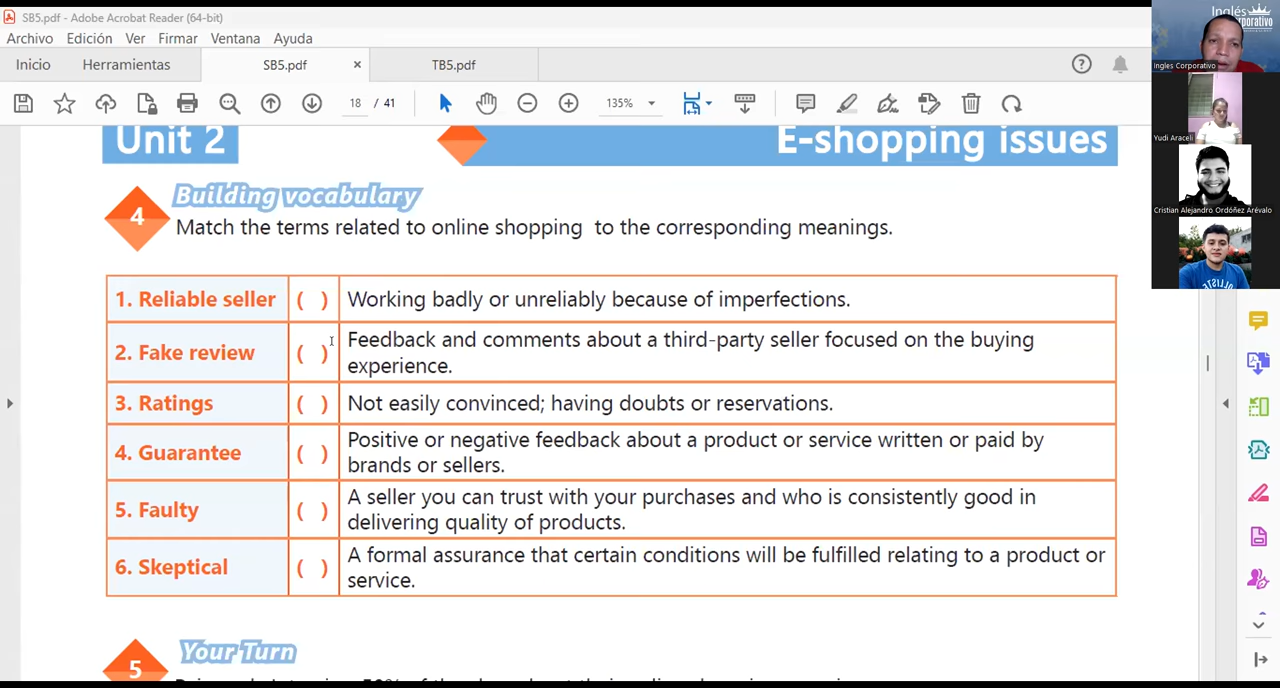 SB5.pdf - Adobe Acrobat Reader (64-bit)
Archivo Edición Ver Firmar Ventana Ayuda
Inicio Herramientas SB5.pdf × TB5.pdf
18 / 41 135%
Unit 2 E-shopping issues
4 Building vocabulary
Match the terms related to online shopping to the corresponding meanings.
1. Reliable seller ( ) Working badly or unreliably because of imperfections.
2. Fake review ( ) Feedback and comments about a third-party seller focused on the buying
experience.
3. Ratings ( ) Not easily convinced; having doubts or reservations.
4. Guarantee ( ) Positive or negative feedback about a product or service written or paid by
brands or sellers.
5. Faulty ( ) A seller you can trust with your purchases and who is consistently good in
delivering quality of products.
6. Skeptical ( ) A formal assurance that certain conditions will be fulfilled relating to a product or
service.
5 Your Turn
Inglés
Corporativo
Ingles Corporativo
Yudi Araceli
Cristian Alejandro Ordóñez Arévalo